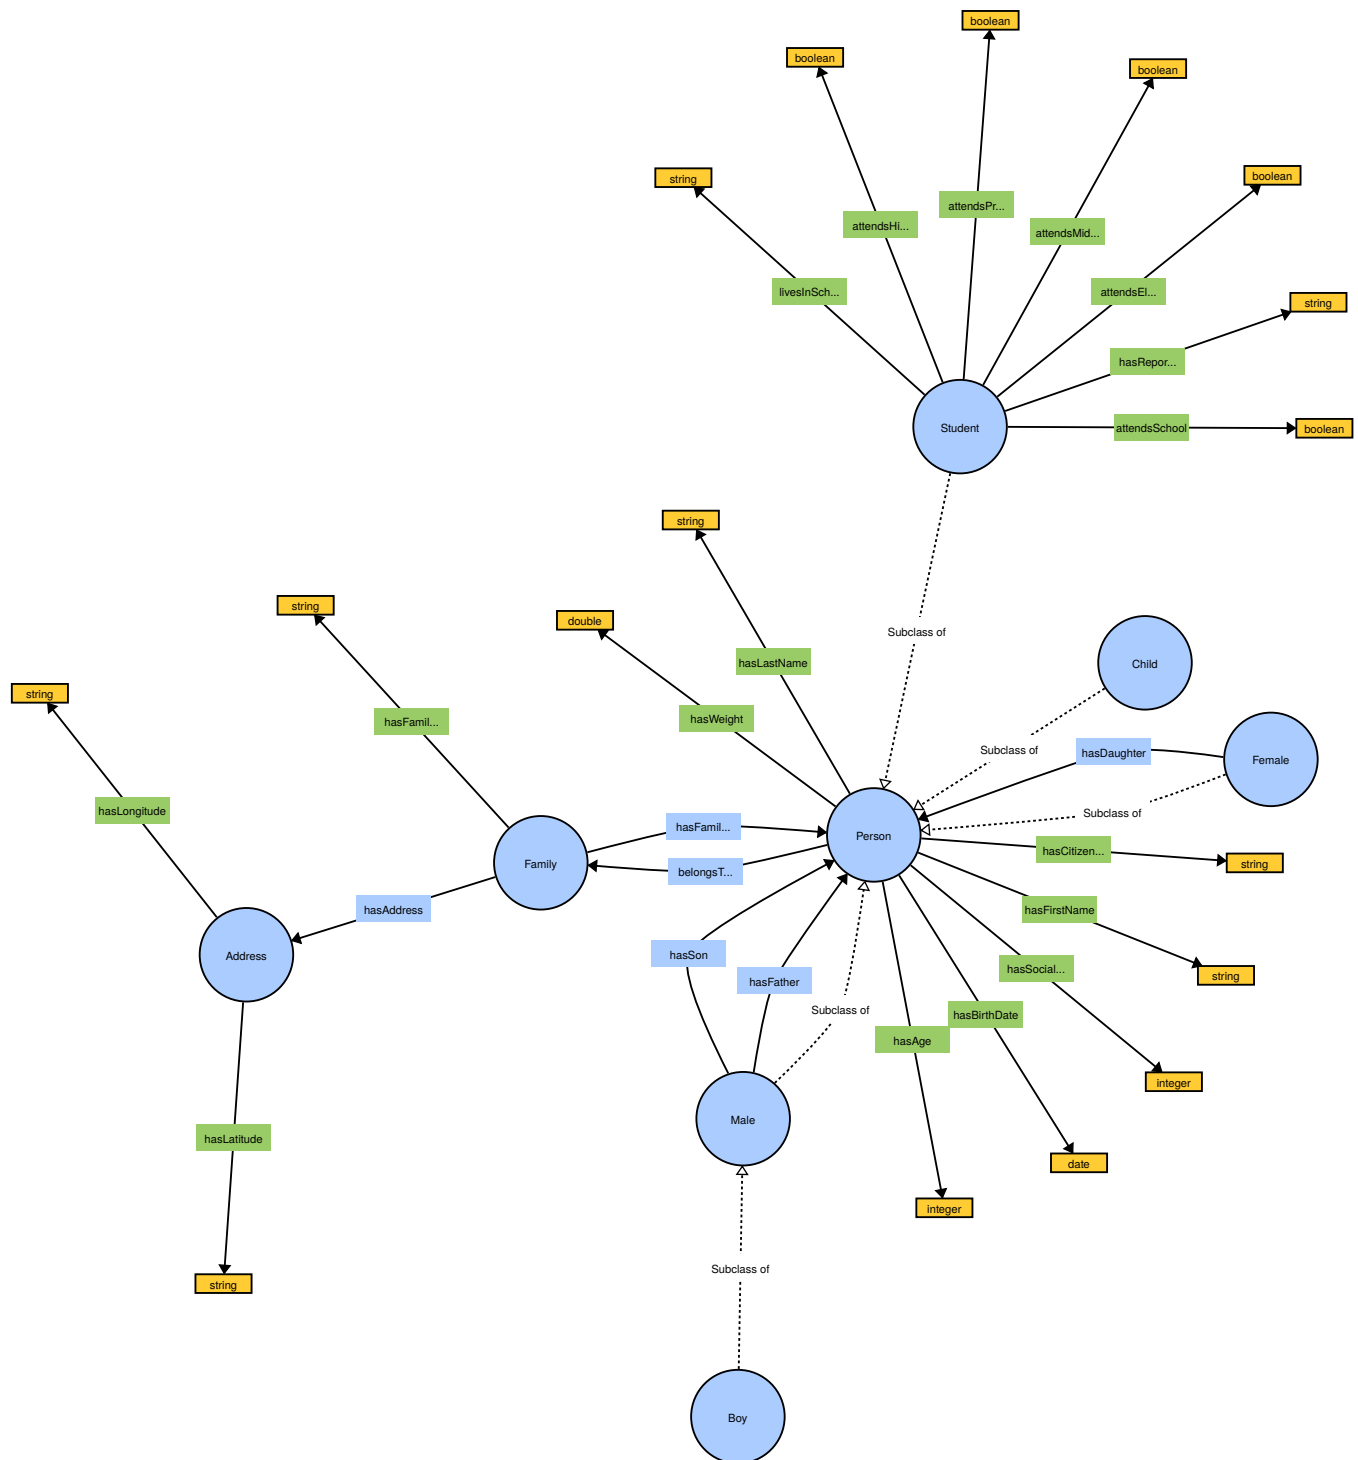 boolean
boolean
boolean
boolean
string
string
boolean
attendsHi...
attendsPr...
attendsMid...
attendsEl...
livesInSch...
hasRepor...
attendsSchool
Student
string
string
double
Subclass of
hasLastName
Child
string
hasFamil...
hasWeight
Subclass of
hasDaughter
Female
hasLongitude
Subclass of
hasFamil...
Person
Family
belongsT...
hasCitizen...
string
hasAddress
hasFirstName
Address
hasSon
hasFather
hasSocial...
string
Subclass of
hasBirthDate
hasAge
integer
Male
hasLatitude
date
integer
Subclass of
string
Boy